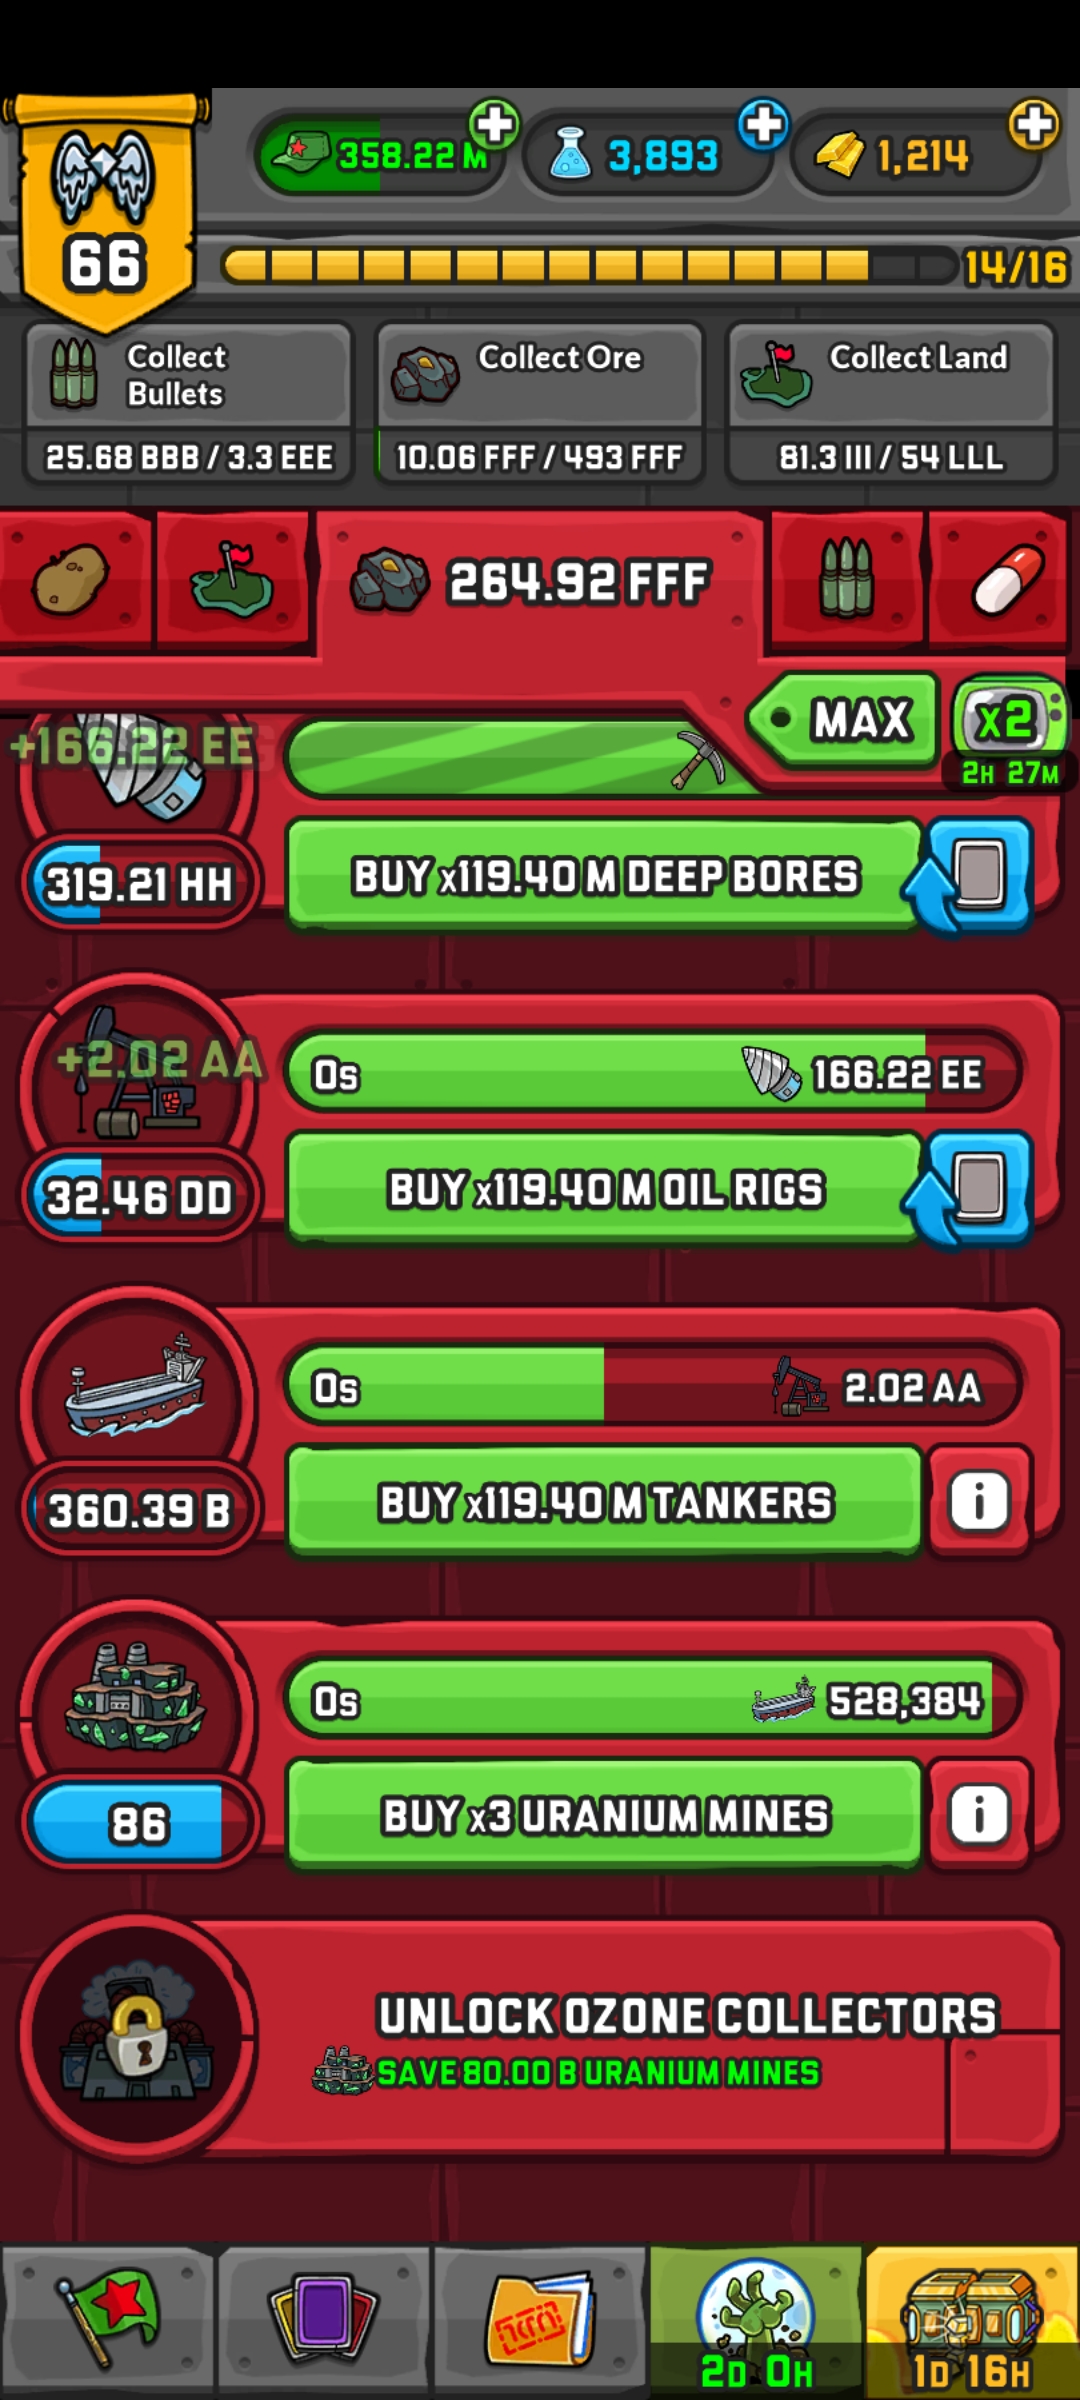 358.22 M
3,893
1,214
66
14/16
Collect
Bullets
25.68 BBB / 3.3 EEE
Collect Ore
10.06 FFF / 493 FFF
Collect Land
81.3 III / 54 LLL
264.92 FFF
MAX
x2
2H 27M
+166.22 EE
319.21 HH
BUY x119.40 M DEEP BORES
+2.02 AA
0s
166.22 EE
32.46 DD
BUY x119.40 M OIL RIGS
0s
2.02 AA
360.39 B
BUY x119.40 M TANKERS
i
0s
528,384
86
BUY x3 URANIUM MINES
i
UNLOCK OZONE COLLECTORS
SAVE 80.00 B URANIUM MINES
2D 0H
1D 16H